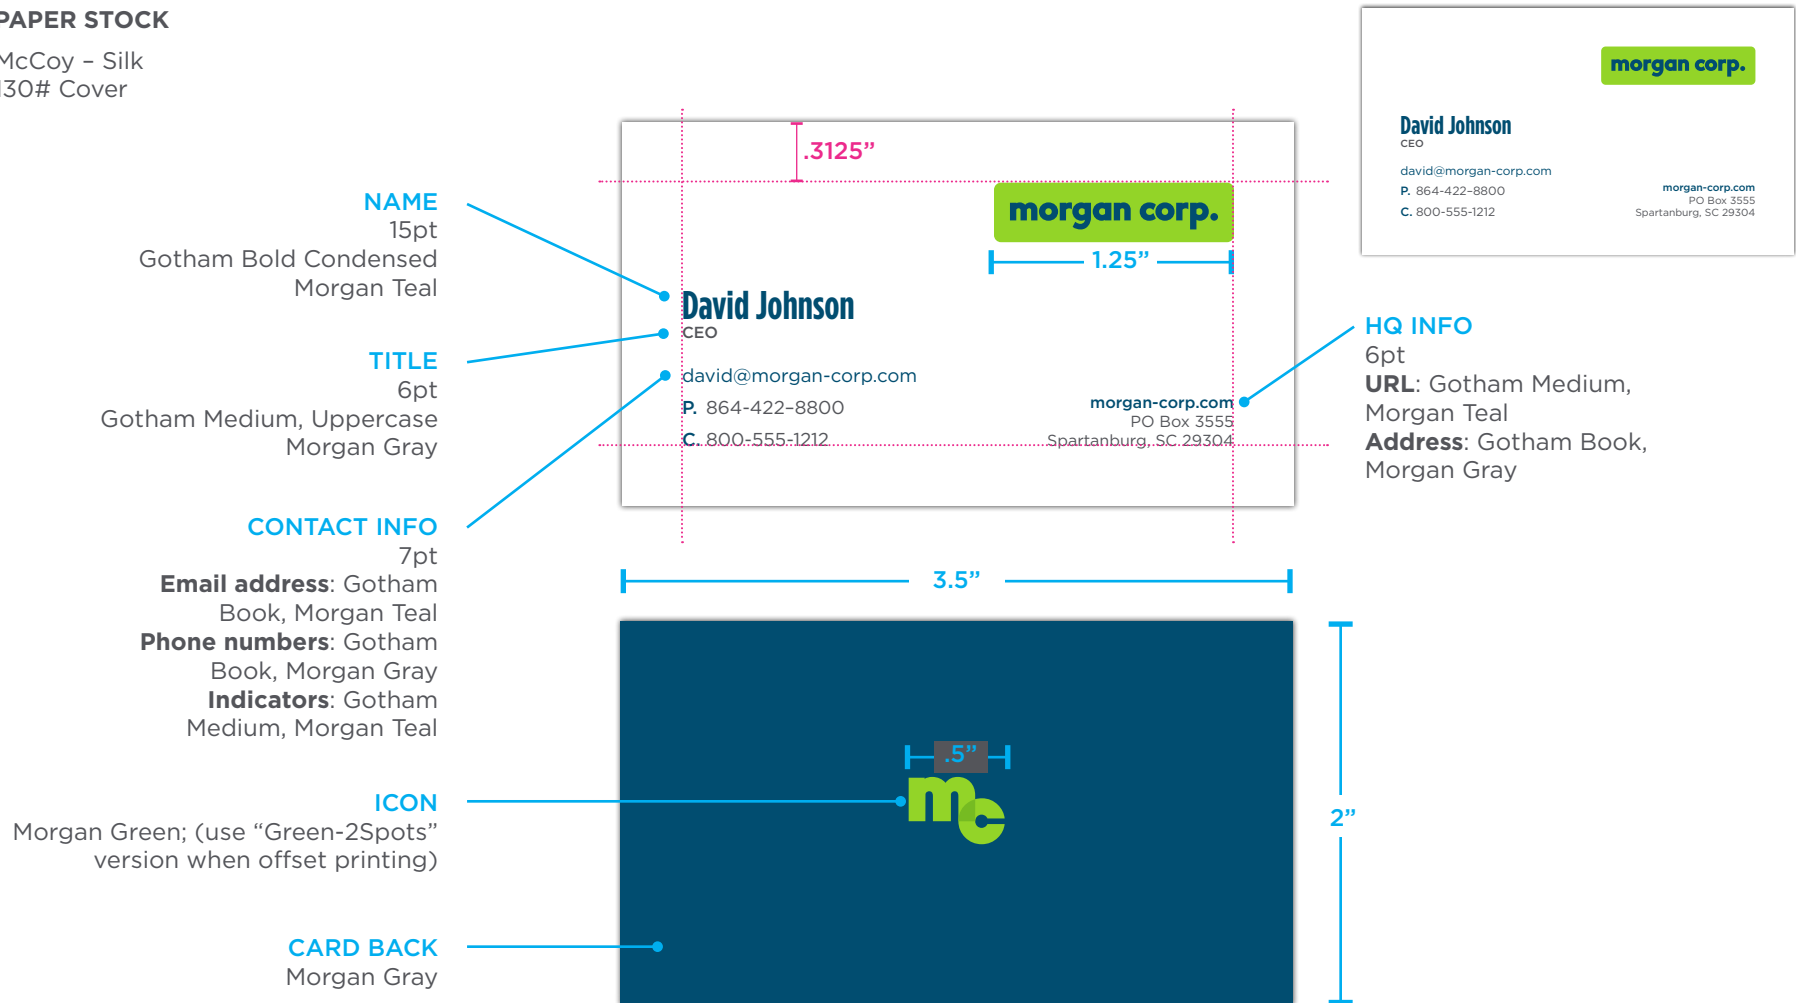 PAPER STOCK
McCoy – Silk
130# Cover
NAME
15pt
Gotham Bold Condensed
Morgan Teal
TITLE
6pt
Gotham Medium, Uppercase
Morgan Gray
CONTACT INFO
7pt
Email address: Gotham
Book, Morgan Teal
Phone numbers: Gotham
Book, Morgan Gray
Indicators: Gotham
Medium, Morgan Teal
ICON
Morgan Green; (use “Green-2Spots”
version when offset printing)
CARD BACK
Morgan Gray
.3125”
morgan corp.
1.25”
David Johnson
CEO
david@morgan-corp.com
P. 864-422-8800
C. 800-555-1212
morgan-corp.com
PO Box 3555
Spartanburg, SC 29304
3.5”
.5”
mc
2”
morgan corp.
David Johnson
CEO
david@morgan-corp.com
P. 864-422-8800
C. 800-555-1212
morgan-corp.com
PO Box 3555
Spartanburg, SC 29304
HQ INFO
6pt
URL: Gotham Medium,
Morgan Teal
Address: Gotham Book,
Morgan Gray